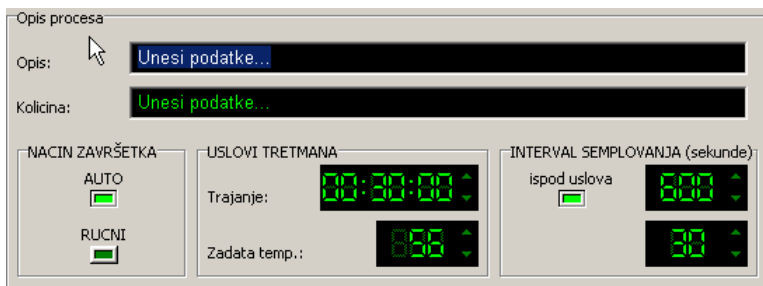 Opis procesa
Opis: Unesi podatke...
Kolicina: Unesi podatke...
NACIN ZAVRŠETKA USLOVI TRETMANA INTERVAL SEMPLOVANJA (sekunde)
AUTO ispod uslova 600
Trajanje: 00:30:00
RUCNI 30
Zadata temp.: 56